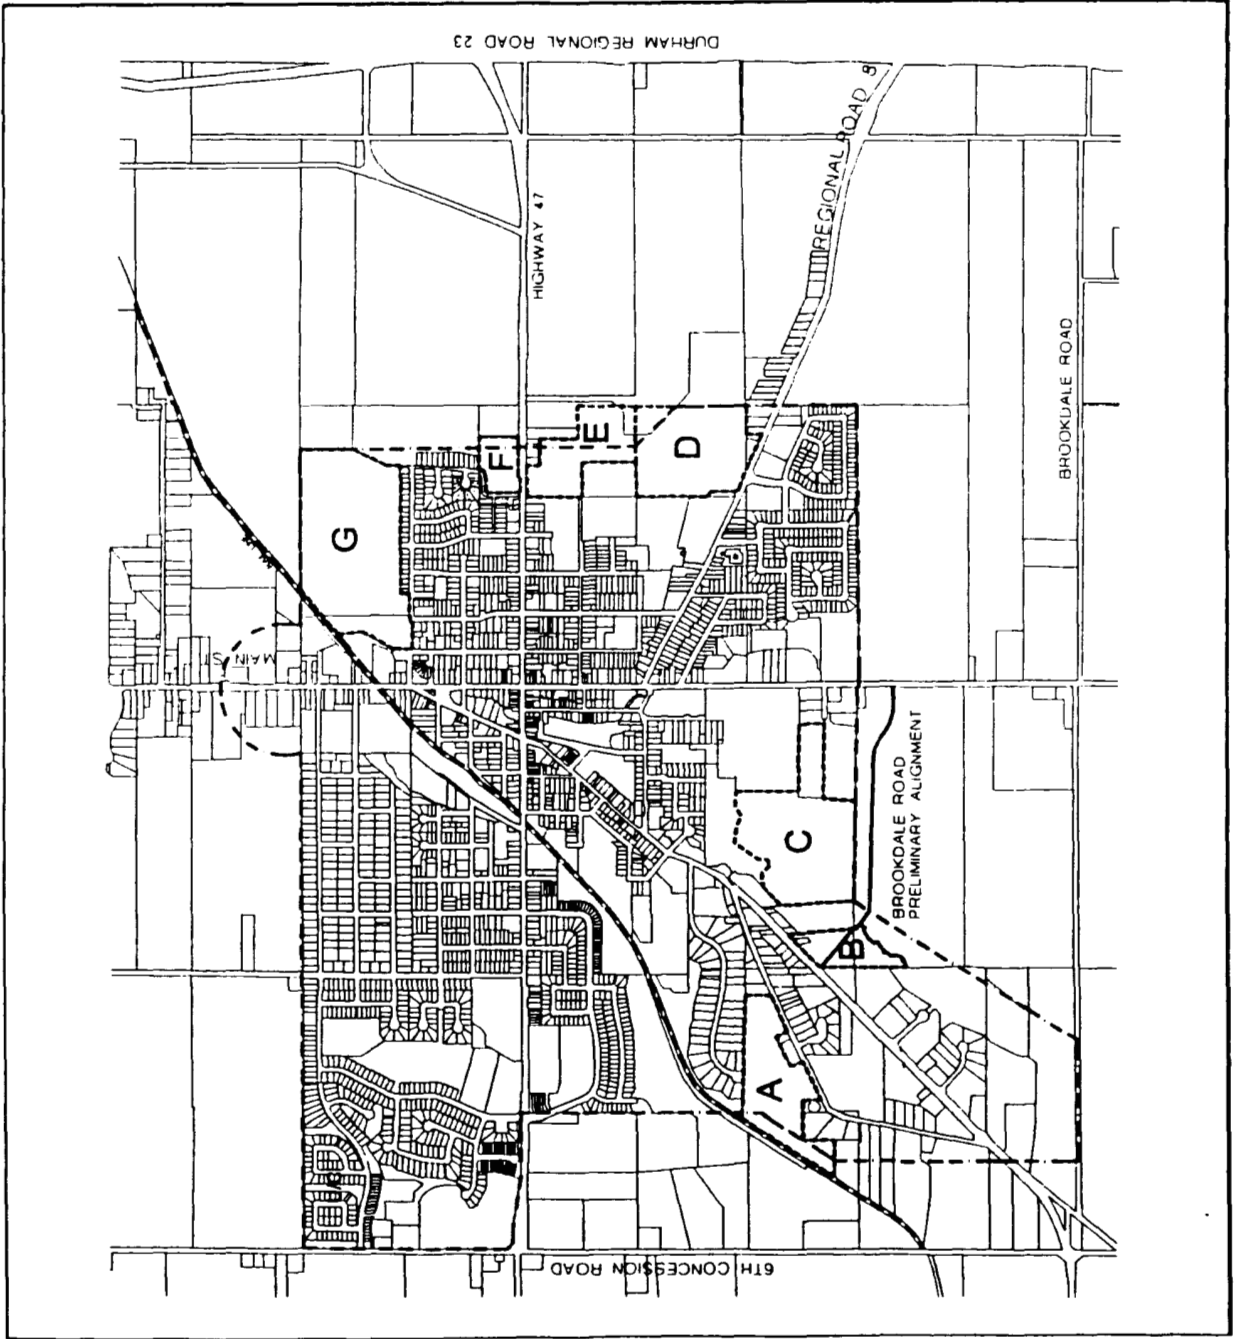 DURHAM REGIONAL ROAD 23
REGIONAL ROAD 8
HIGHWAY 47
BROOKDALE ROAD
F
E
D
G
MAIN ST.
BROOKDALE ROAD
PRELIMINARY ALIGNMENT
C
B
A
6TH CONCESSION ROAD